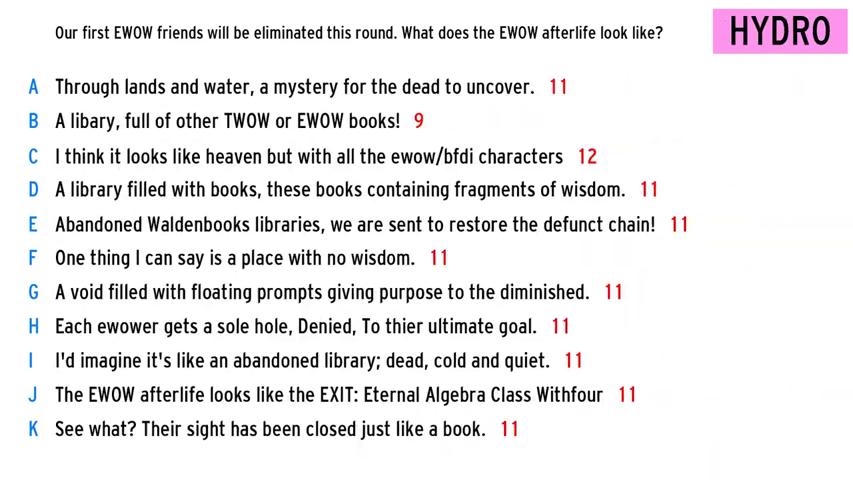 Our first EWOW friends will be eliminated this round. What does the EWOW afterlife look like?
HYDRO
A Through lands and water, a mystery for the dead to uncover. 11
B A libary, full of other TWOW or EWOW books! 9
C I think it looks like heaven but with all the ewow/bfdi characters 12
D A library filled with books, these books containing fragments of wisdom. 11
E Abandoned Waldenbooks libraries, we are sent to restore the defunct chain! 11
F One thing I can say is a place with no wisdom. 11
G A void filled with floating prompts giving purpose to the diminished. 11
H Each ewower gets a sole hole, Denied, To thier ultimate goal. 11
I I'd imagine it's like an abandoned library; dead, cold and quiet. 11
J The EWOW afterlife looks like the EXIT: Eternal Algebra Class Withfour 11
K See what? Their sight has been closed just like a book. 11